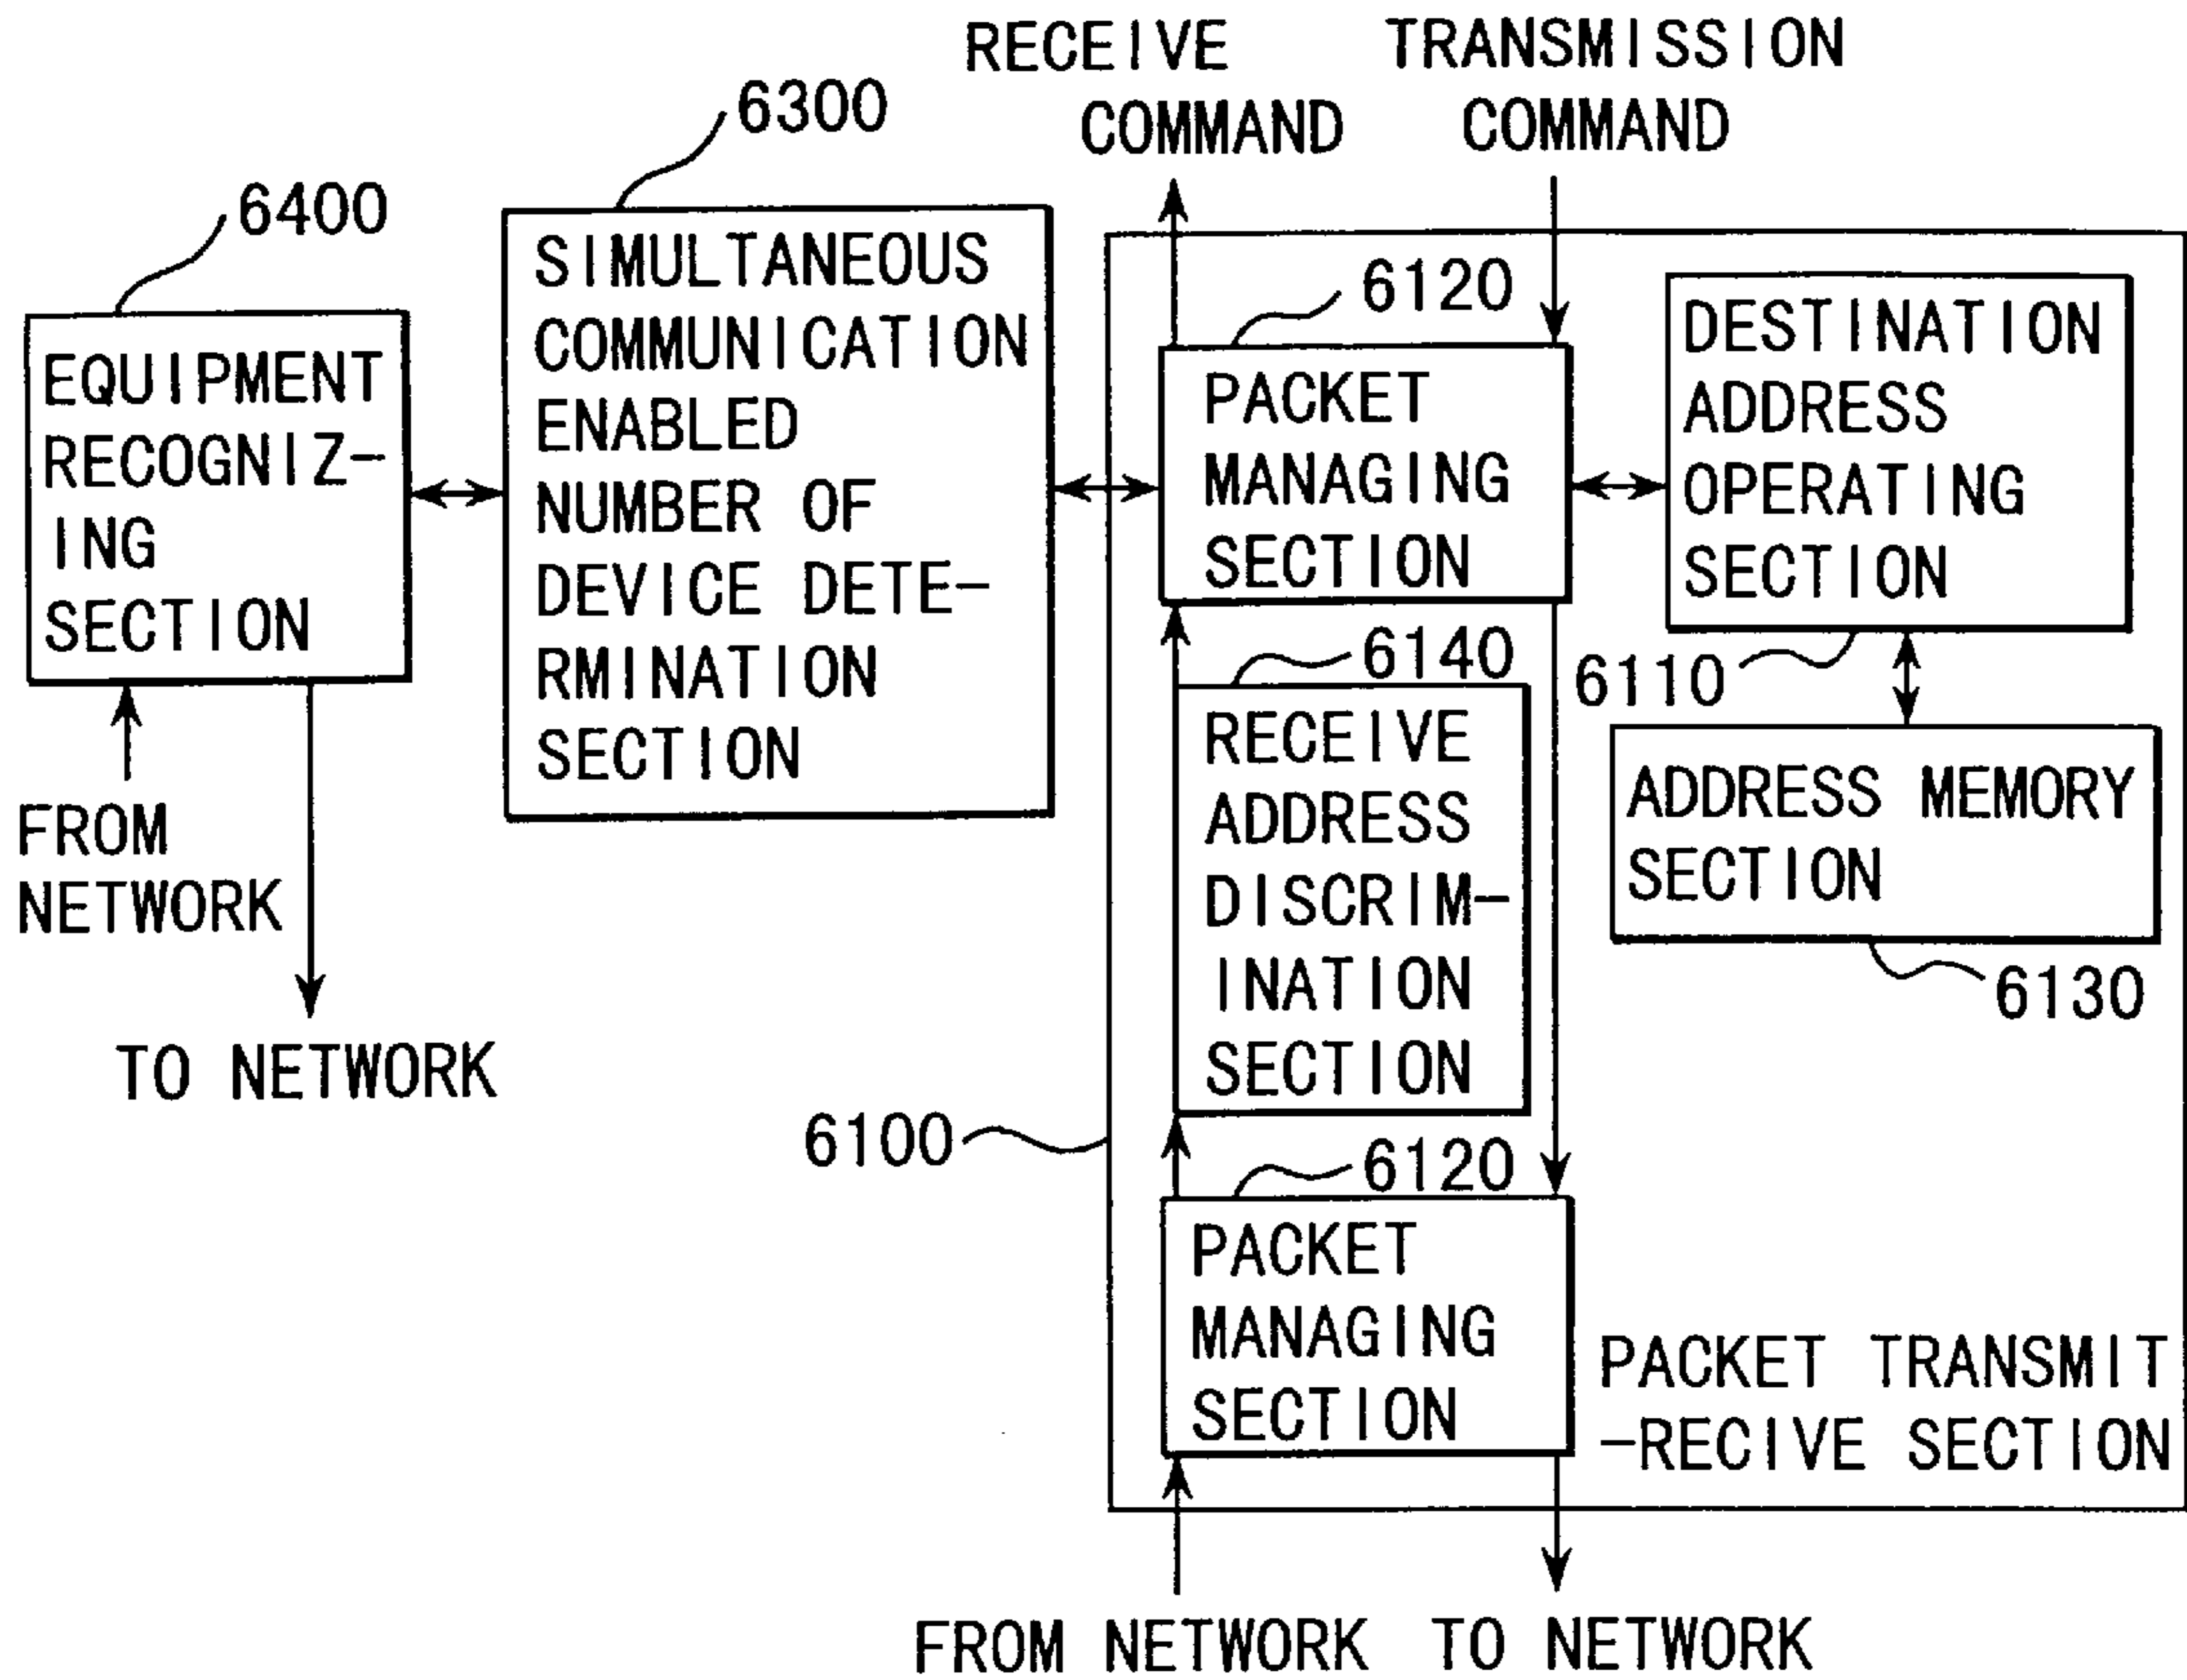 RECEIVE
COMMAND
TRANSMISSION
COMMAND
6300
6400
SIMULTANEOUS
COMMUNICATION
ENABLED
NUMBER OF
DEVICE DETE-
RMINATION
SECTION
EQUIPMENT
RECOGNIZ-
ING
SECTION
FROM
NETWORK
TO NETWORK
6120
PACKET
MANAGING
SECTION
DESTINATION
ADDRESS
OPERATING
SECTION
6110
6140
RECEIVE
ADDRESS
DISCRIM-
INATION
SECTION
ADDRESS MEMORY
SECTION
6130
6100
6120
PACKET
MANAGING
SECTION
PACKET TRANSMIT
-RECIVE SECTION
FROM NETWORK
TO NETWORK